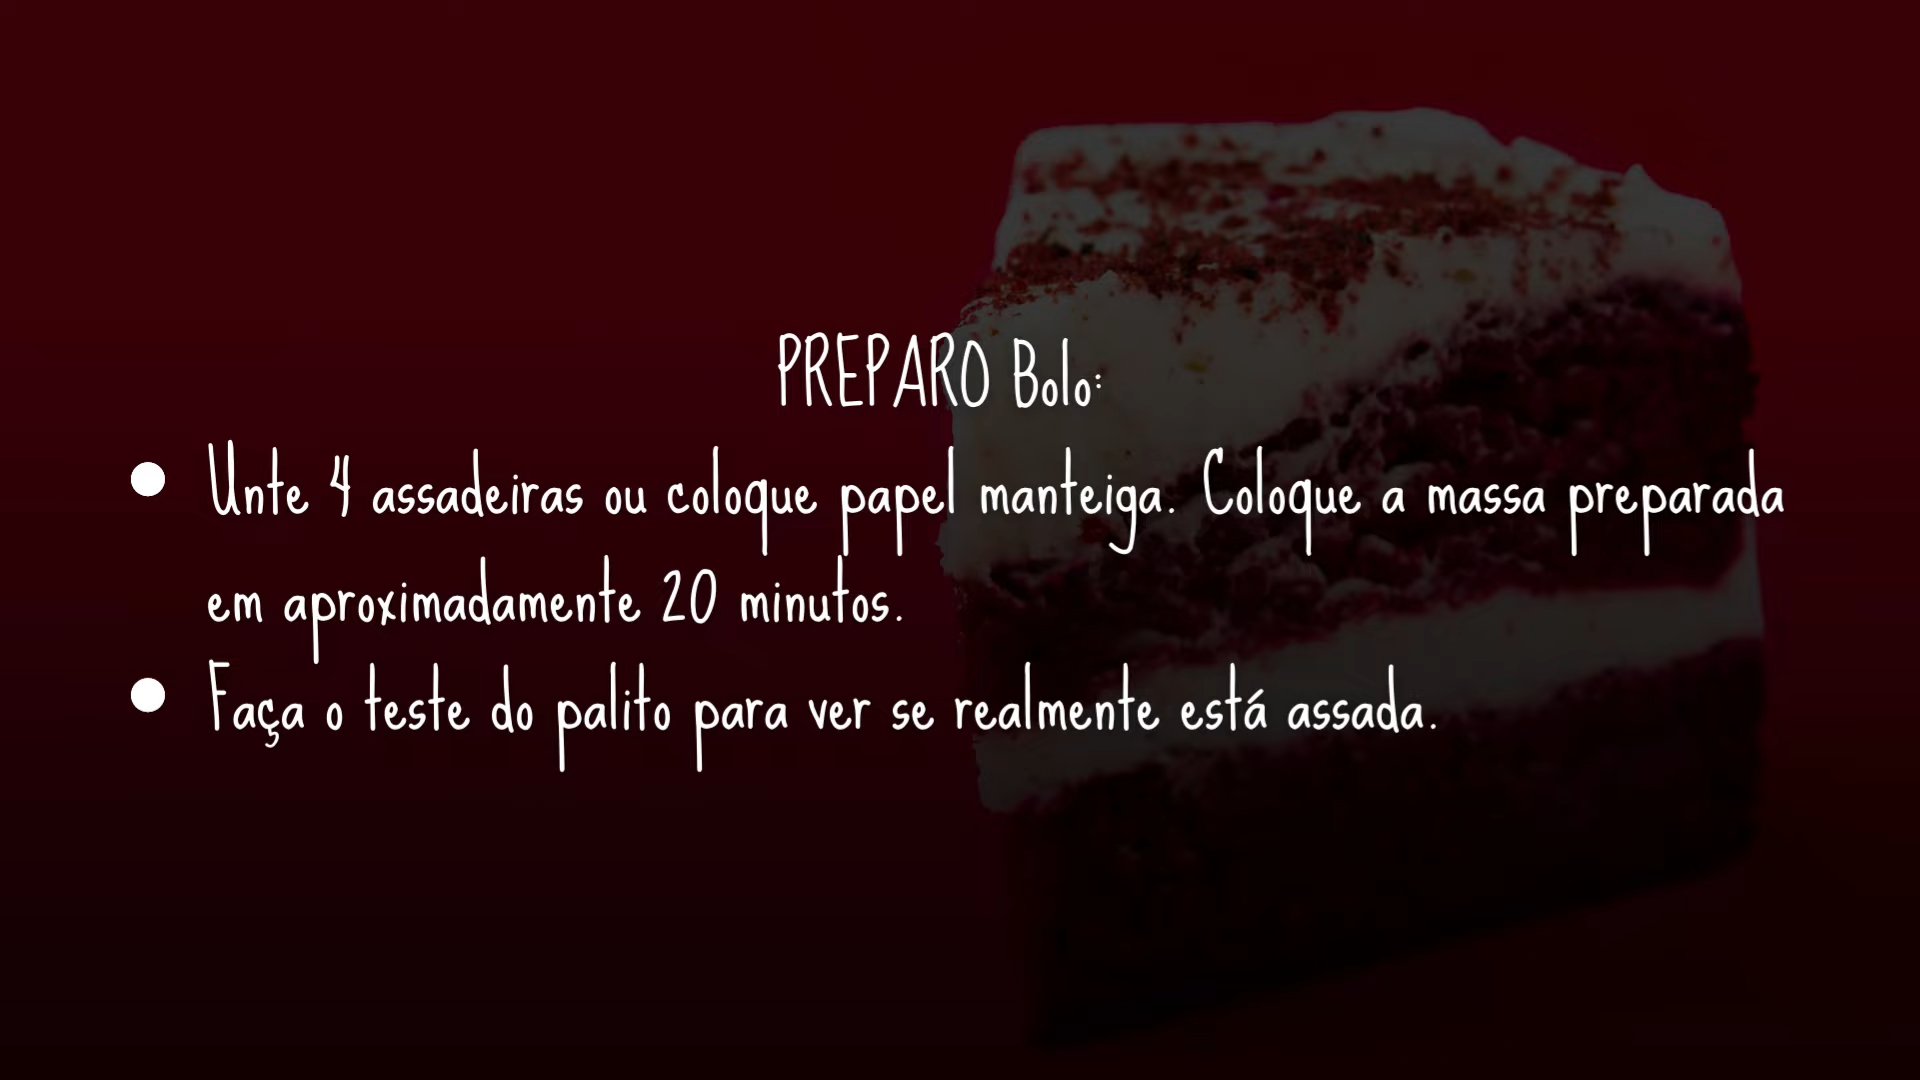 PREPARO Bolo:
• Unte 4 assadeiras ou coloque papel manteiga. Coloque a massa preparada
em aproximadamente 20 minutos.
• Faça o teste do palito para ver se realmente está assada.